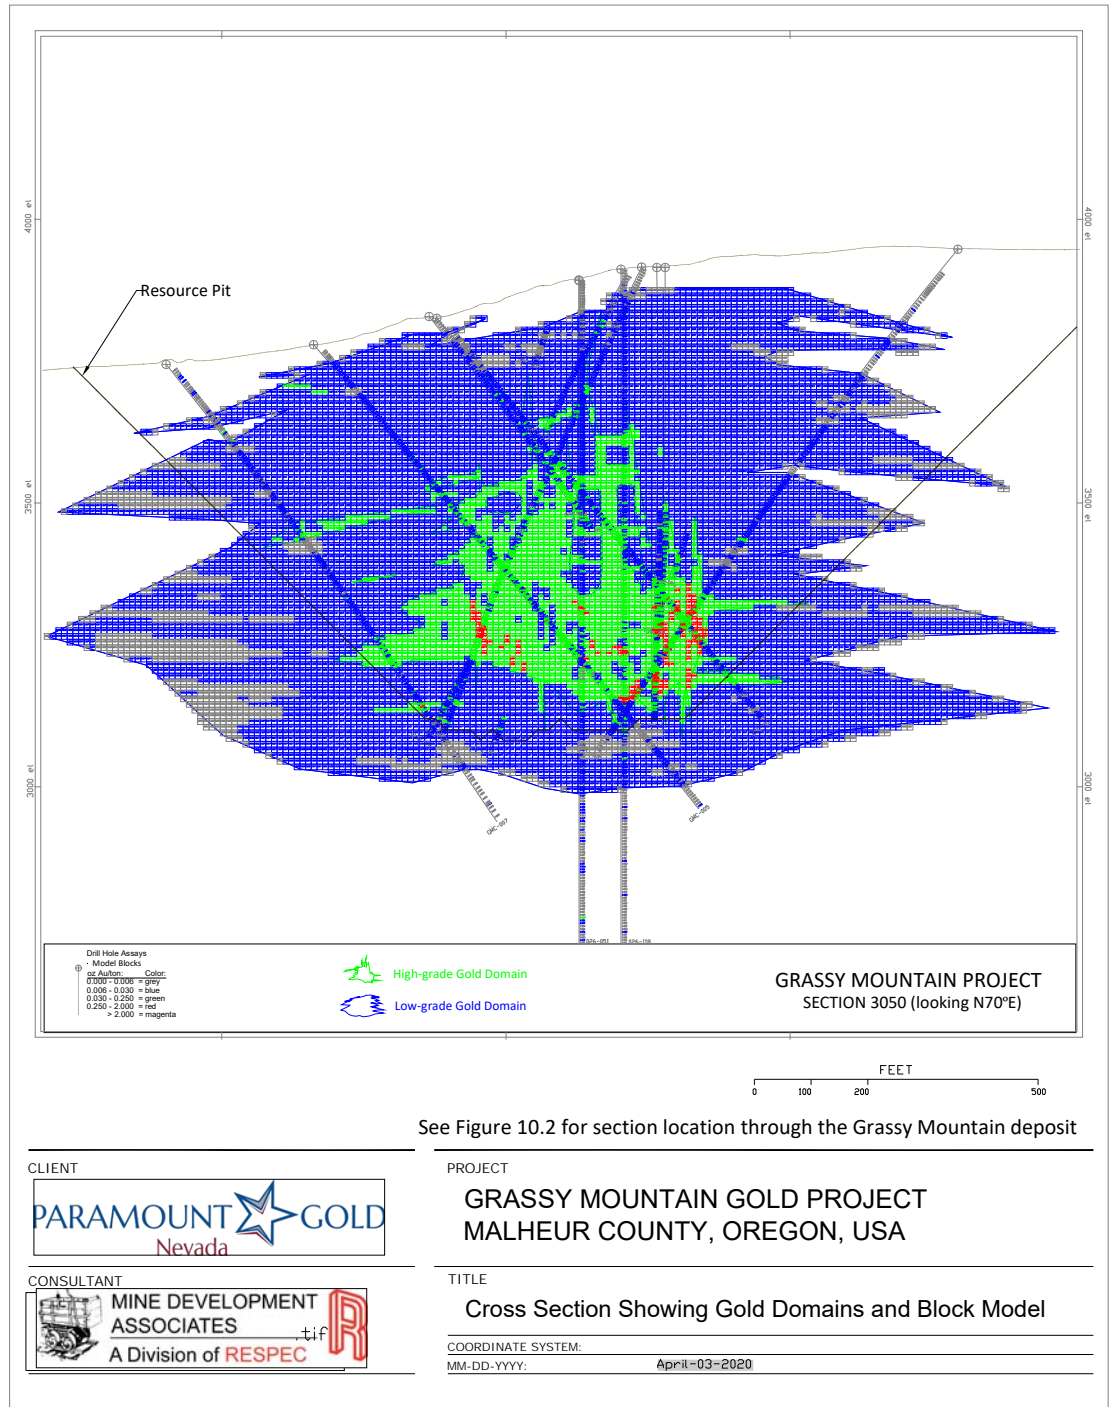 4000 el
4000 el
Resource Pit
3500 el
3500 el
3000 el
3000 el
GMC-007
GMC-005
026-051
026-118
Drill Hole Assays
· Model Blocks
oz Au/ton: Color:
0.000 - 0.006 = grey
0.006 - 0.030 = blue
0.030 - 0.250 = green
0.250 - 2.000 = red
> 2.000 = magenta
High-grade Gold Domain
Low-grade Gold Domain
GRASSY MOUNTAIN PROJECT
SECTION 3050 (looking N70ºE)
FEET
0 100 200 500
See Figure 10.2 for section location through the Grassy Mountain deposit
CLIENT
PARAMOUNT GOLD
Nevada
PROJECT
GRASSY MOUNTAIN GOLD PROJECT
MALHEUR COUNTY, OREGON, USA
CONSULTANT
MINE DEVELOPMENT
ASSOCIATES
.tif
A Division of RESPEC
R
TITLE
Cross Section Showing Gold Domains and Block Model
COORDINATE SYSTEM:
MM-DD-YYYY: April-03-2020